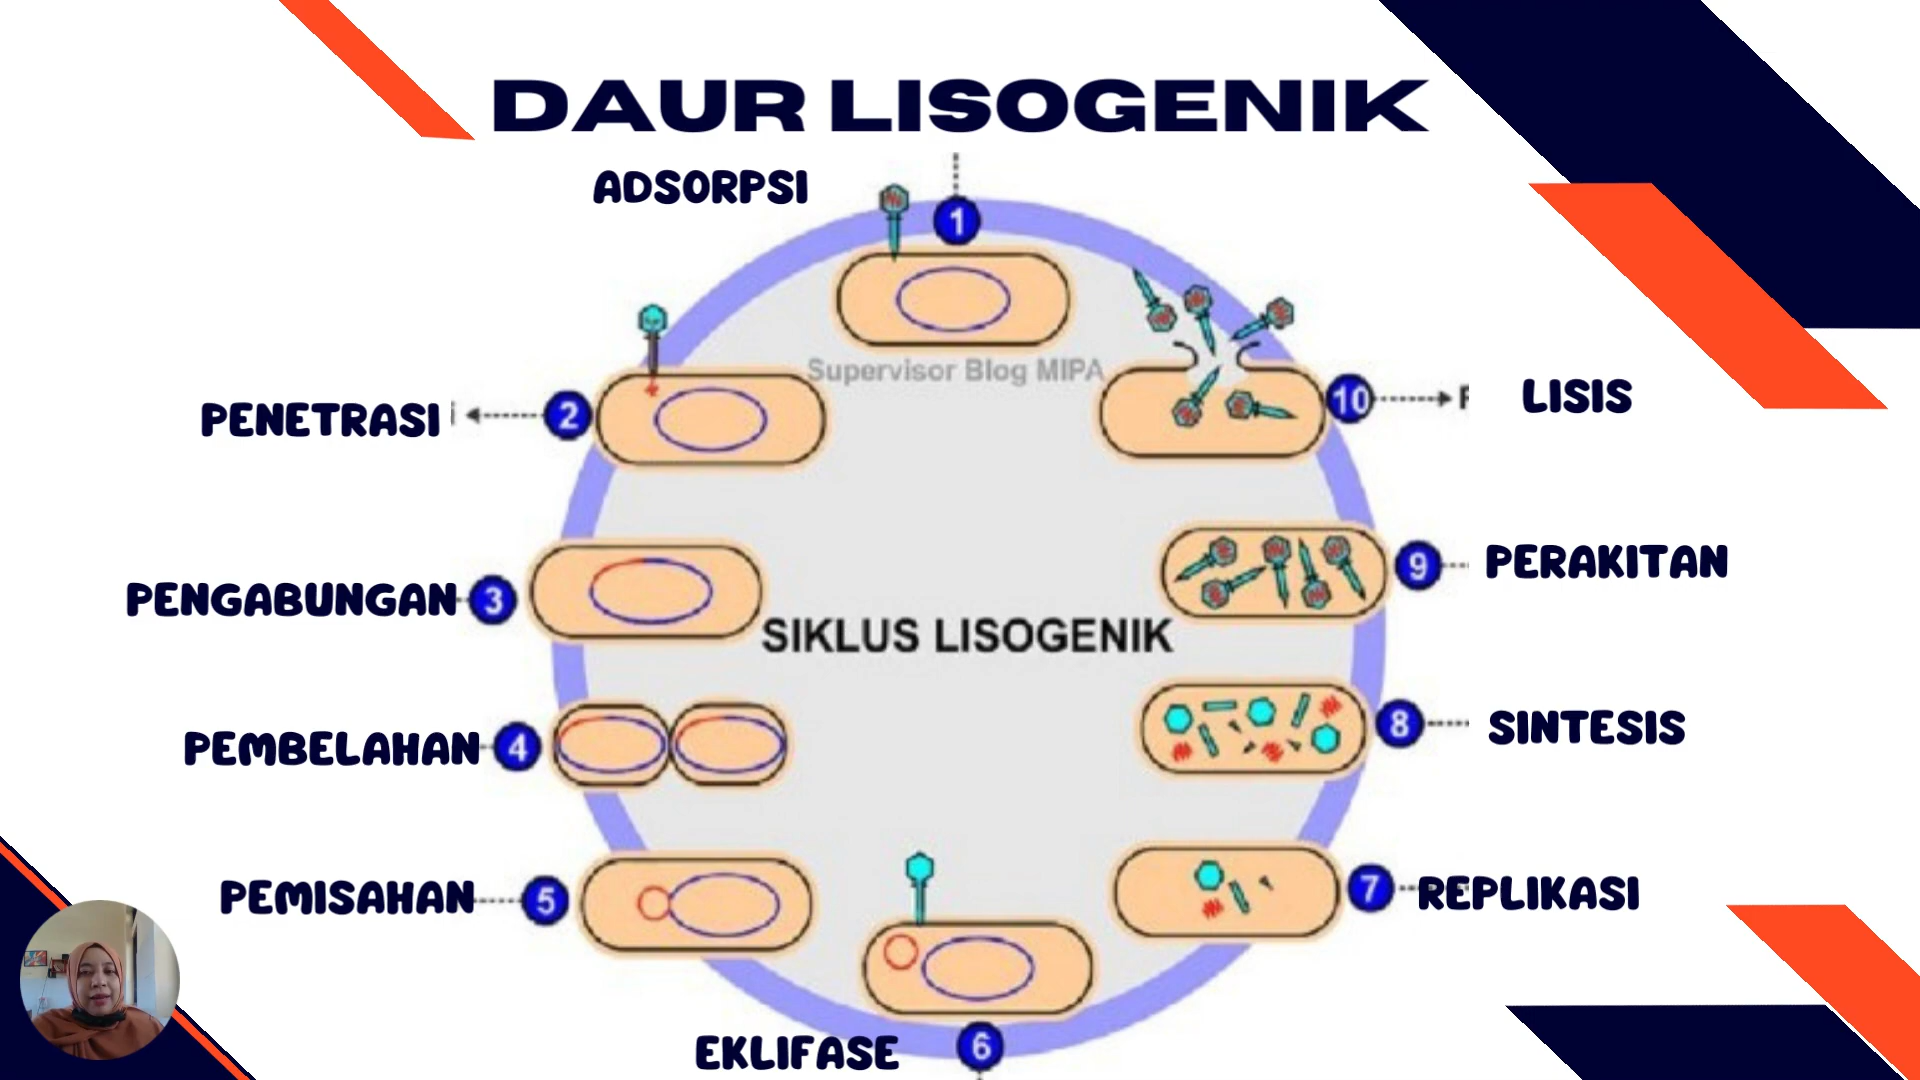 DAUR LISOGENIK
ADSORPSI
1
Supervisor Blog MIPA
PENETRASI
2
10
LISIS
PENGABUNGAN
3
9
PERAKITAN
SIKLUS LISOGENIK
PEMBELAHAN
4
8
SINTESIS
PEMISAHAN
5
7
REPLIKASI
EKLIFASE
6